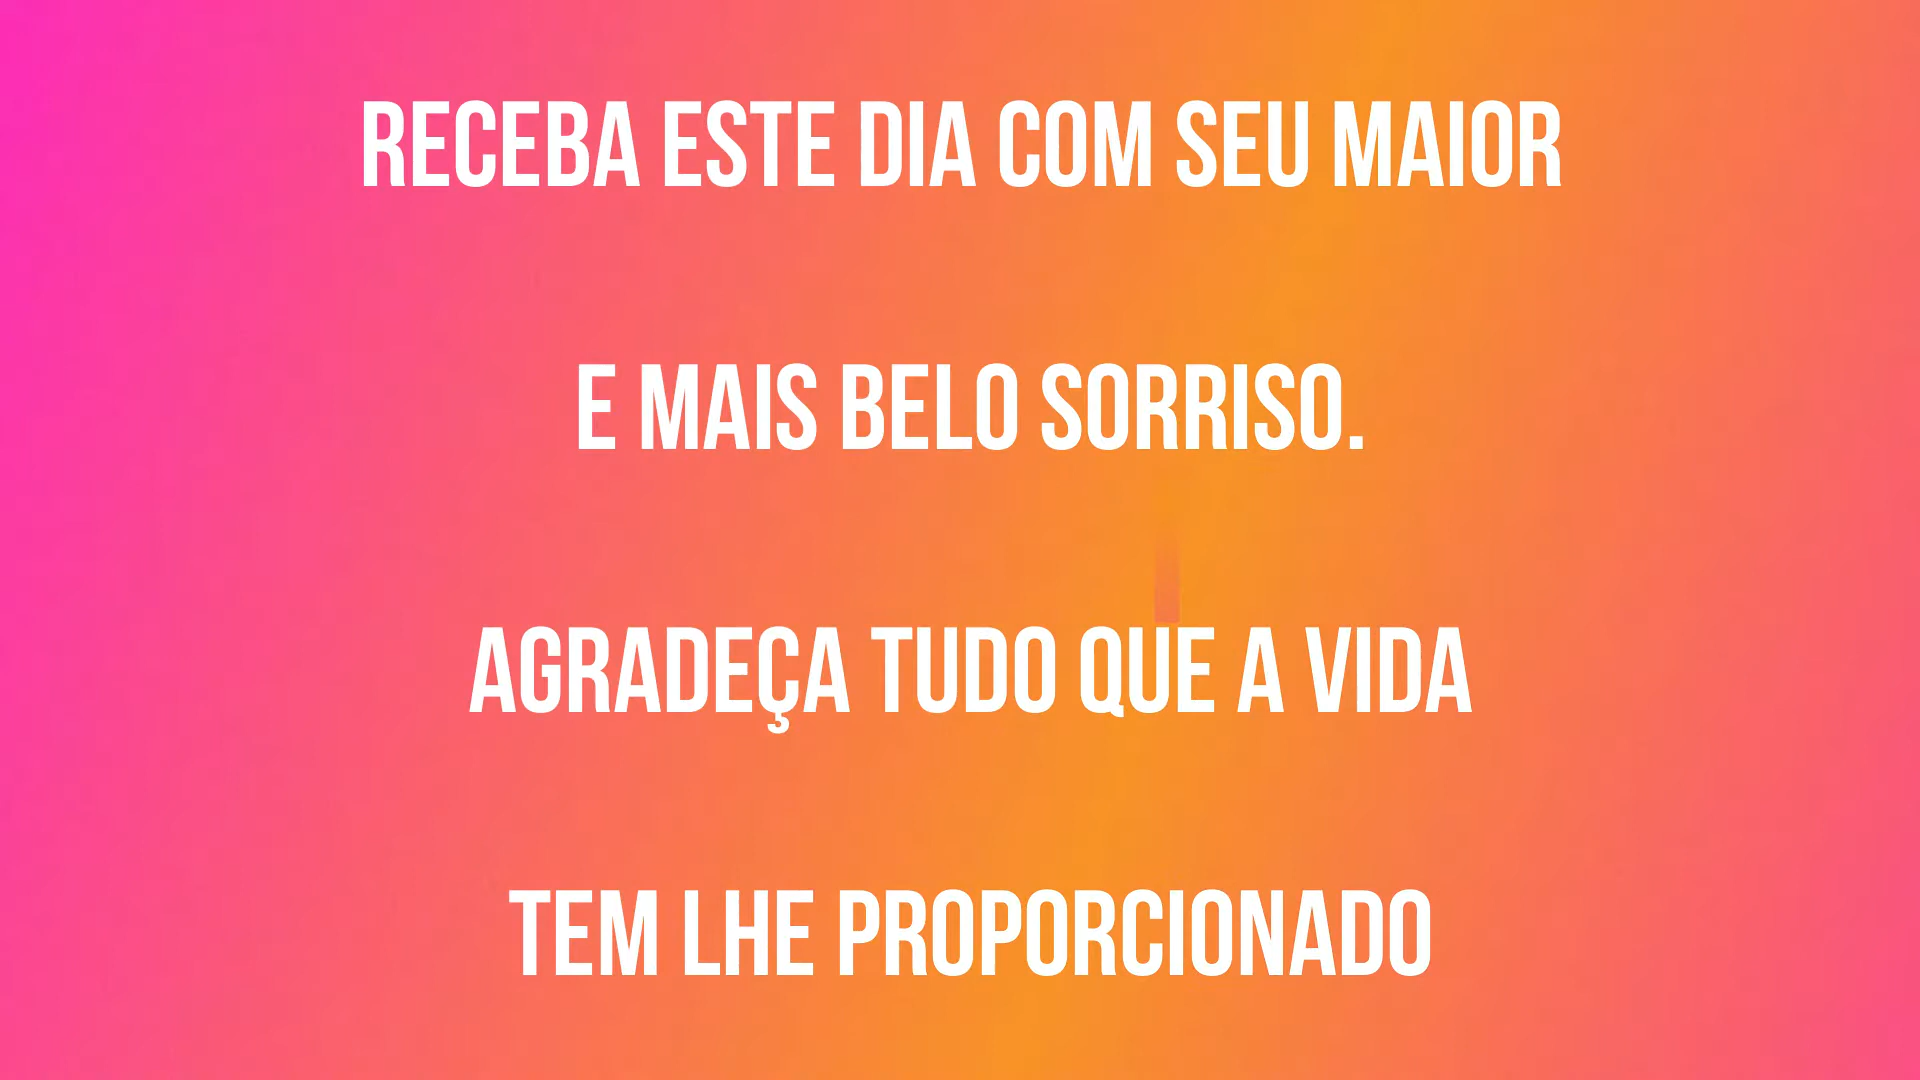 RECEBA ESTE DIA COM SEU MAIOR
E MAIS BELO SORRISO.
AGRADEÇA TUDO QUE A VIDA
TEM LHE PROPORCIONADO